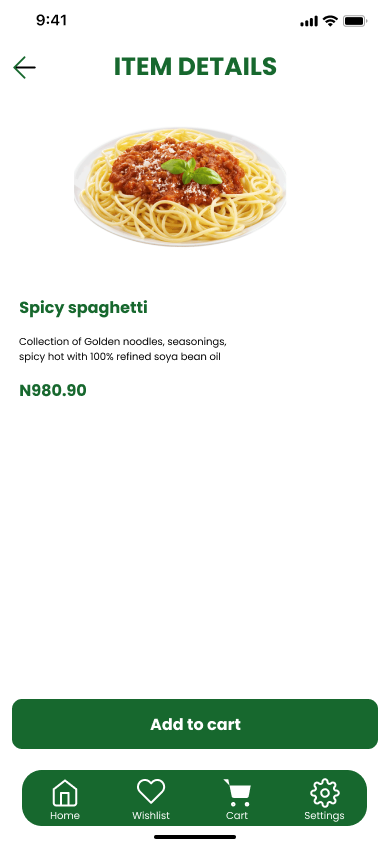 9:41
ITEM DETAILS
Spicy spaghetti
Collection of Golden noodles, seasonings,
spicy hot with 100% refined soya bean oil
N980.90
Add to cart
Home
Wishlist
Cart
Settings